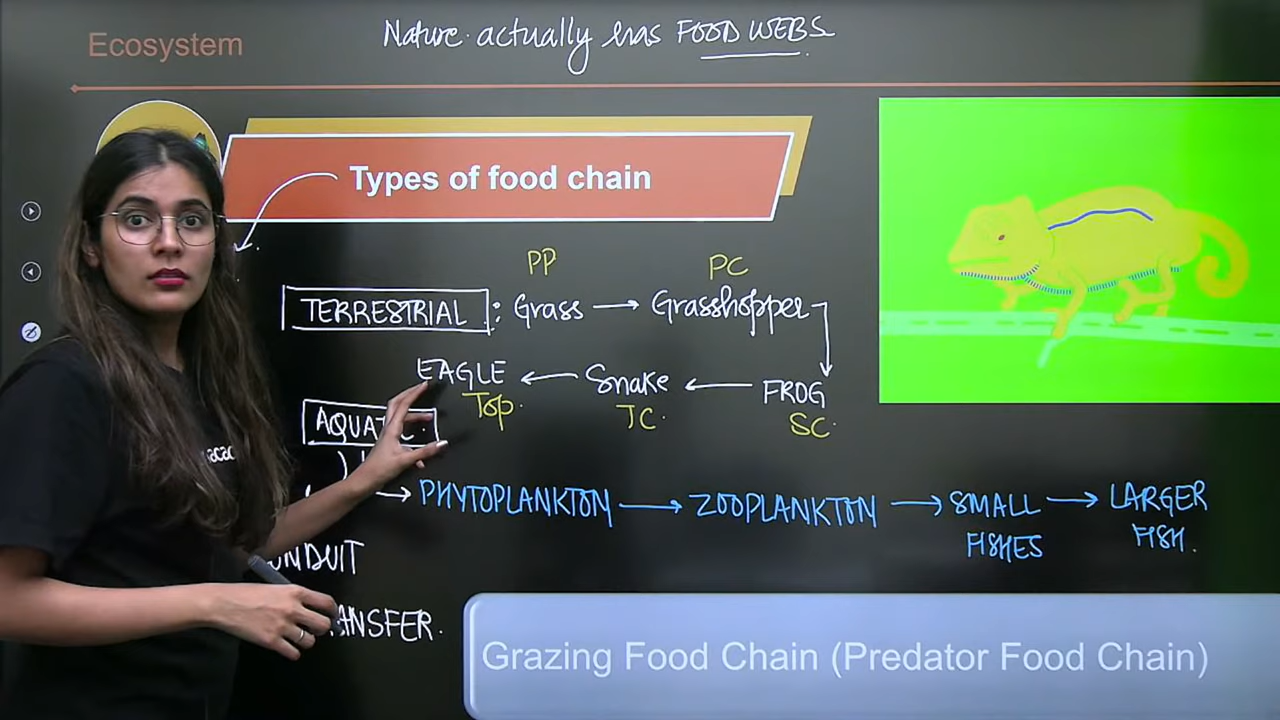 Ecosystem
Nature actually has FOOD WEBS
Types of food chain
PP
PC
TERRESTRIAL : Grass → Grasshopper
EAGLE ← Snake ← FROG
Top.
TC.
SC.
→ PHYTOPLANKTON → ZOOPLANKTON → SMALL FISHES → LARGER FISH.
Grazing Food Chain (Predator Food Chain)